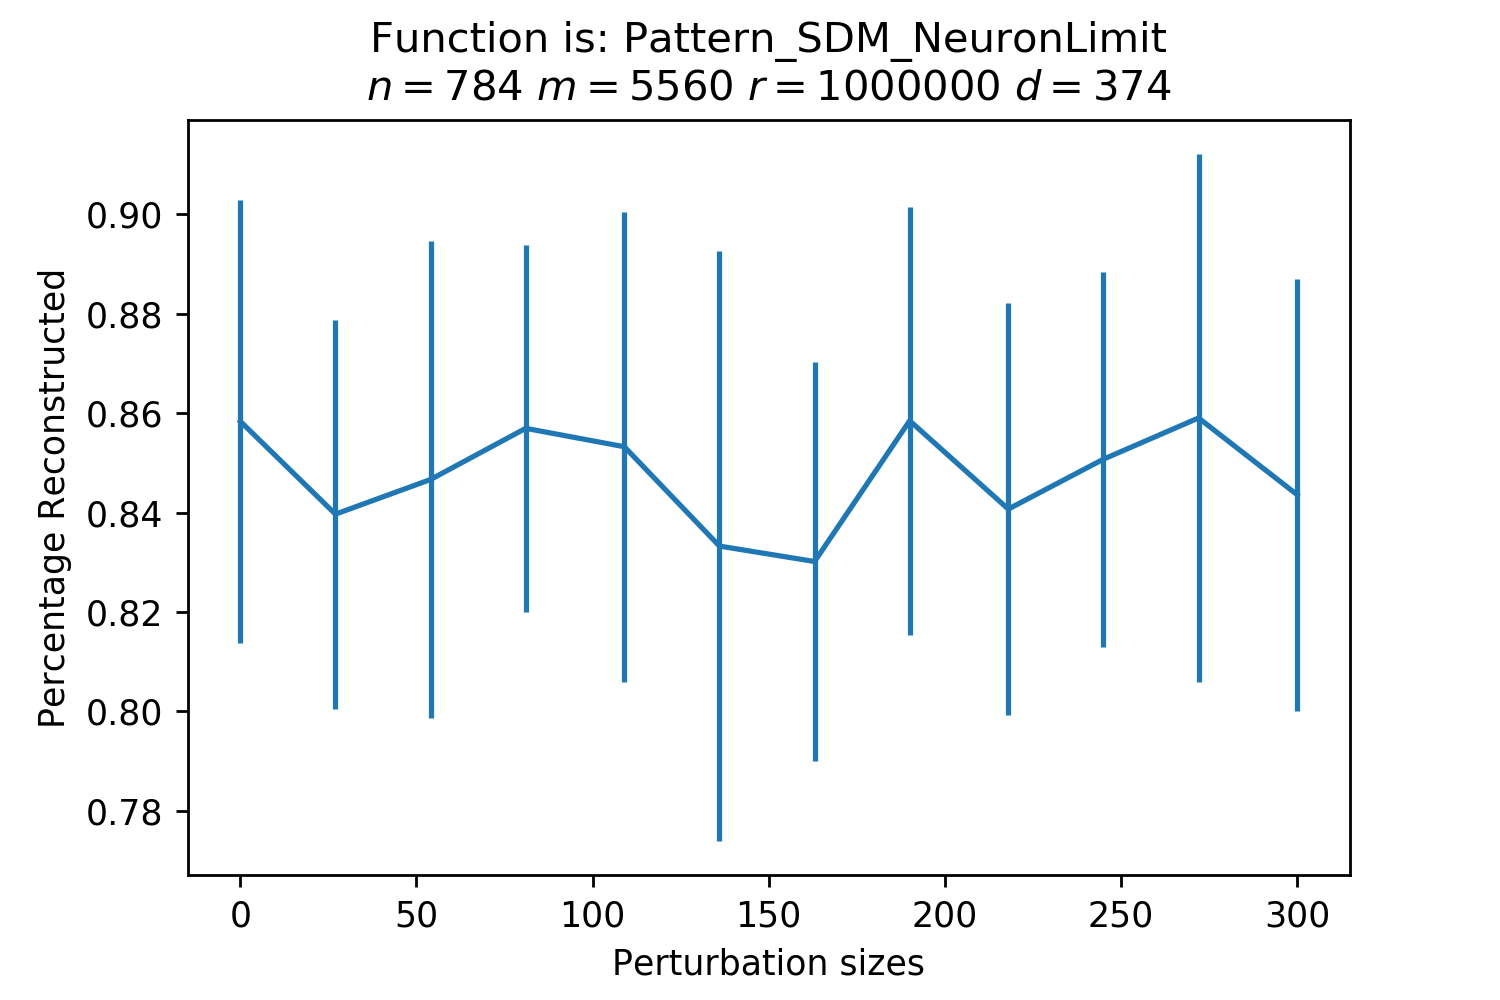 Function is: Pattern_SDM_NeuronLimit
n = 784 m = 5560 r = 1000000 d = 374
Percentage Reconstructed
0.90
0.88
0.86
0.84
0.82
0.80
0.78
0 50 100 150 200 250 300
Perturbation sizes